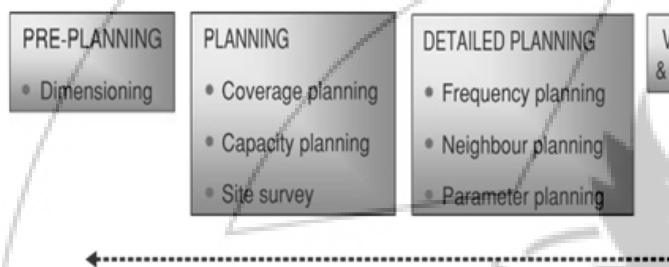 PRE-PLANNING
• Dimensioning
PLANNING
• Coverage planning
• Capacity planning
• Site survey
DETAILED PLANNING
• Frequency planning
• Neighbour planning
• Parameter planning
&